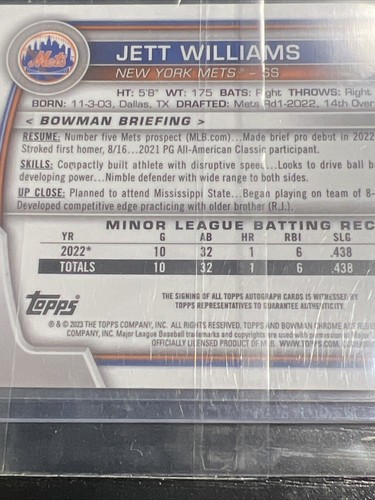 Mets
JETT WILLIAMS
NEW YORK METS – SS
HT: 5'8" WT: 175 BATS: Right THROWS: Right
BORN: 11-3-03, Dallas, TX DRAFTED: Mets Rd1-2022, 14th Over
< BOWMAN BRIEFING >
RESUME: Number five Mets prospect (MLB.com)...Made brief pro debut in 2022
Stroked first homer, 8/16...2021 PG All-American Classic participant.
SKILLS: Compactly built athlete with disruptive speed...Looks to drive ball
developing power...Nimble defender with wide range to both sides.
UP CLOSE: Planned to attend Mississippi State...Began playing on team of 8-
Developed competitive edge practicing with older brother (R.J.).
MINOR LEAGUE BATTING REC
YR G AB HR RBI SLG
2022* 10 32 1 6 .438
TOTALS 10 32 1 6 .438
Topps
THE SIGNING OF ALL TOPPS AUTOGRAPH CARDS IS WITNESSED BY
TOPPS REPRESENTATIVES TO GUARANTEE AUTHENTICITY.
® & © 2023 THE TOPPS COMPANY, INC. ALL RIGHTS RESERVED. TOPPS AND BOWMAN CHROME ARE
COMPANY, INC. Major League Baseball trademarks and copyrights are used with permission of Major
OFFICIALLY LICENSED PRODUCT OF MLB. WWW.TOPPS.COM